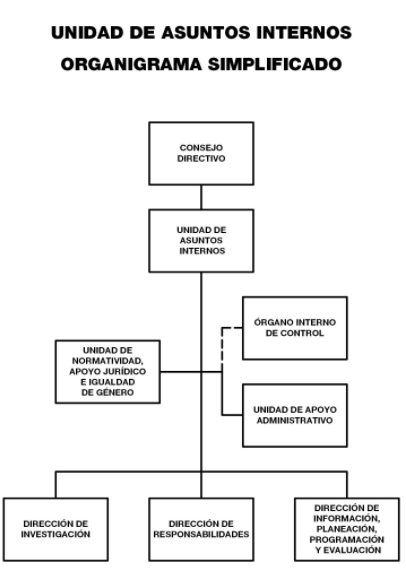 UNIDAD DE ASUNTOS INTERNOS
ORGANIGRAMA SIMPLIFICADO
CONSEJO
DIRECTIVO
UNIDAD DE
ASUNTOS
INTERNOS
ÓRGANO INTERNO
DE CONTROL
UNIDAD DE
NORMATIVIDAD,
APOYO JURÍDICO
E IGUALDAD
DE GÉNERO
UNIDAD DE APOYO
ADMINISTRATIVO
DIRECCIÓN DE
INVESTIGACIÓN
DIRECCIÓN DE
RESPONSABILIDADES
DIRECCIÓN DE
INFORMACIÓN,
PLANEACIÓN,
PROGRAMACIÓN
Y EVALUACIÓN